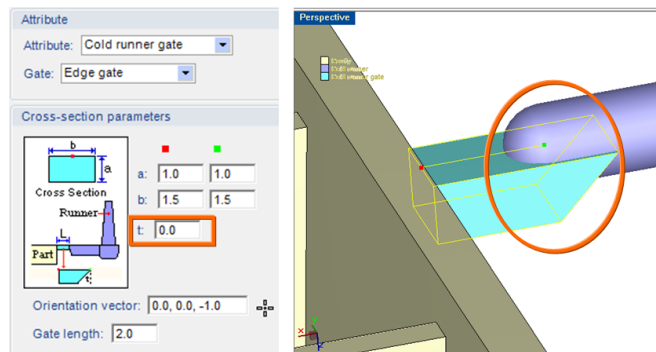 Attribute
Attribute: Cold runner gate
Gate: Edge gate
Cross-section parameters
b
a
Cross Section
Runner
L
Part
t
a: 1.0 1.0
b: 1.5 1.5
t: 0.0
Orientation vector: 0.0, 0.0, -1.0
Gate length: 2.0
Perspective
Cavity
Cold runner
Cold runner gate
X
Y
Z